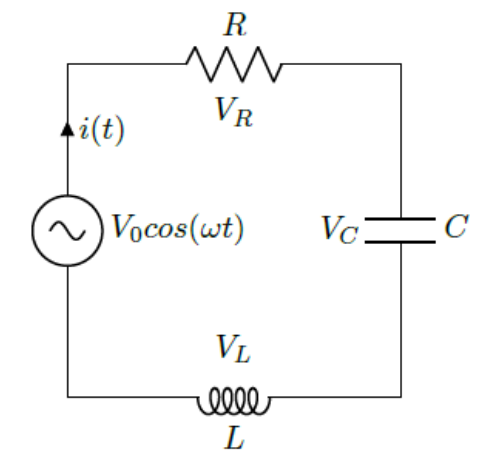 R
V_R
i(t)
V_0cos(ωt)
V_C
C
V_L
L